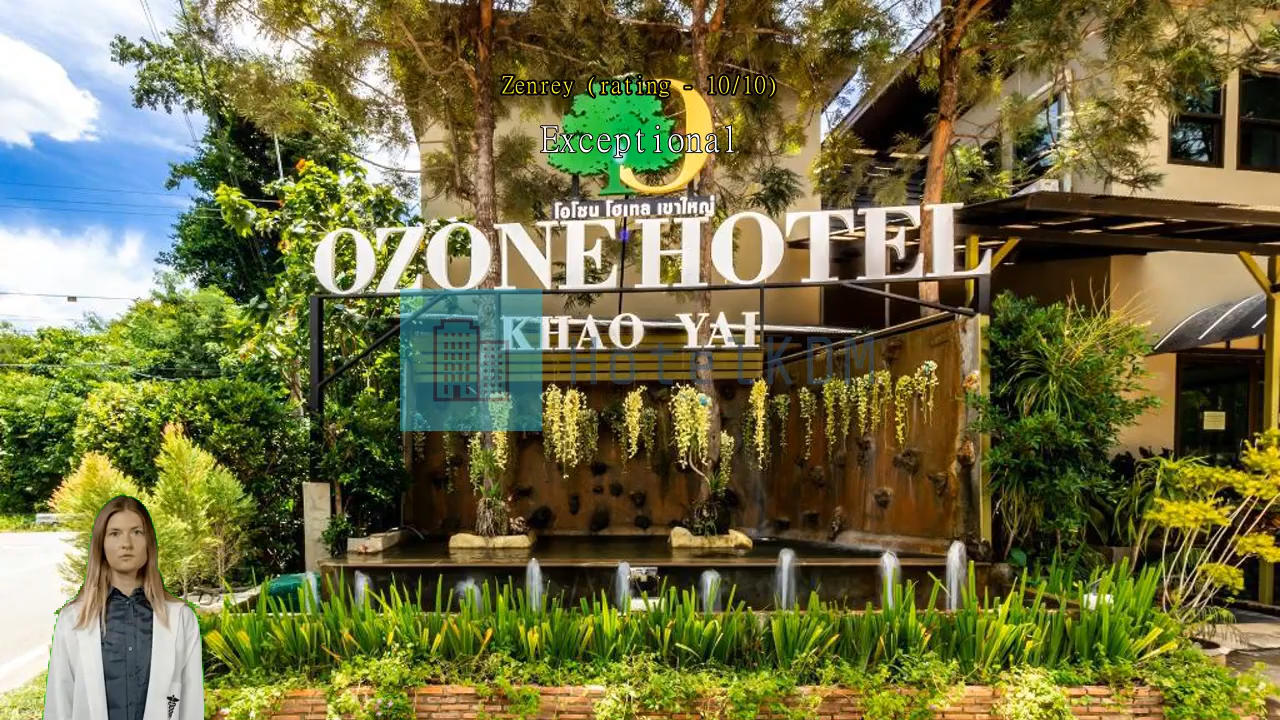 Zenrey (rating - 10/10)
Exceptional
โอโซน โฮเทล เขาใหญ่
OZONE HOTEL
KHAO YAI
HotelKDM